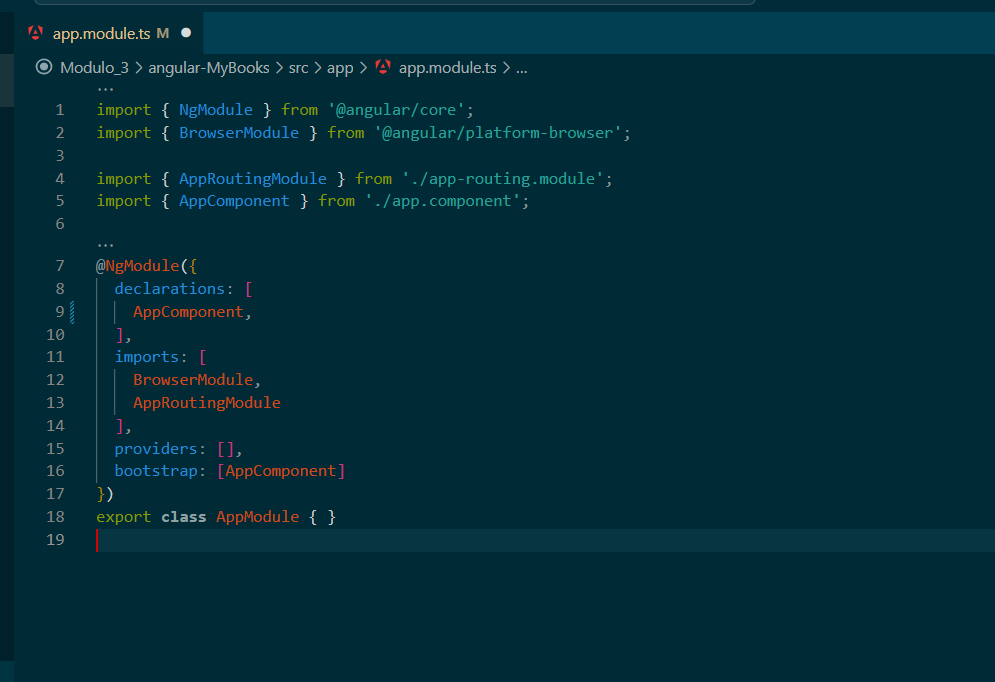 app.module.ts M
Modulo_3 > angular-MyBooks > src > app > app.module.ts > ...
...
1 import { NgModule } from '@angular/core';
2 import { BrowserModule } from '@angular/platform-browser';
3
4 import { AppRoutingModule } from './app-routing.module';
5 import { AppComponent } from './app.component';
6
...
7 @NgModule({
8 declarations: [
9 AppComponent,
10 ],
11 imports: [
12 BrowserModule,
13 AppRoutingModule
14 ],
15 providers: [],
16 bootstrap: [AppComponent]
17 })
18 export class AppModule { }
19